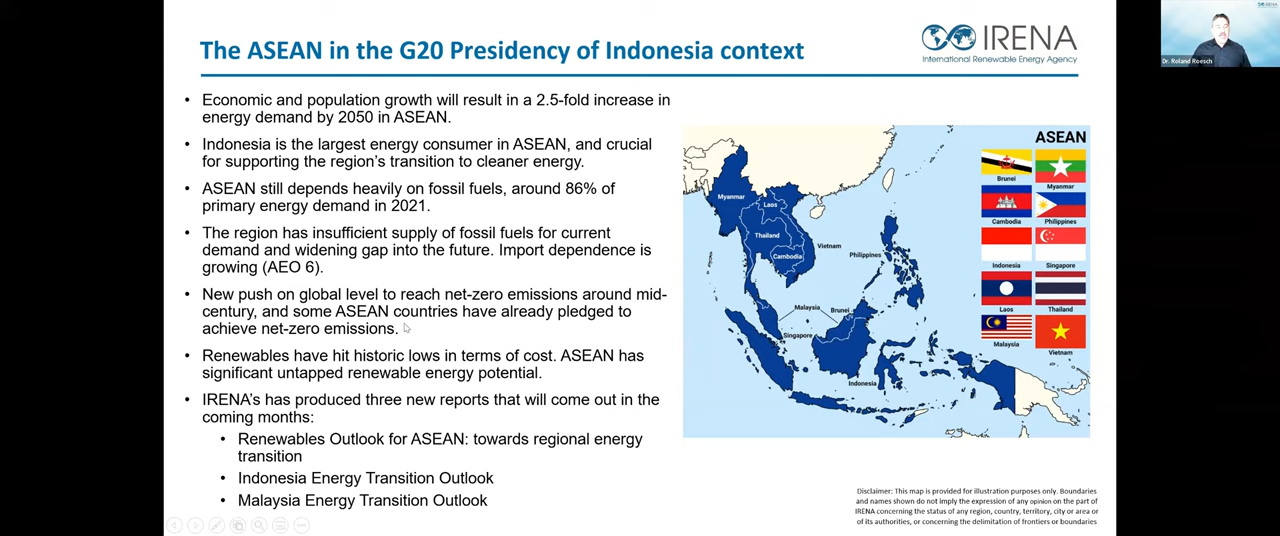 The ASEAN in the G20 Presidency of Indonesia context
IRENA
International Renewable Energy Agency
Dr. Roland Roesch
• Economic and population growth will result in a 2.5-fold increase in
energy demand by 2050 in ASEAN.
• Indonesia is the largest energy consumer in ASEAN, and crucial
for supporting the region's transition to cleaner energy.
• ASEAN still depends heavily on fossil fuels, around 86% of
primary energy demand in 2021.
• The region has insufficient supply of fossil fuels for current
demand and widening gap into the future. Import dependence is
growing (AEO 6).
• New push on global level to reach net-zero emissions around mid-
century, and some ASEAN countries have already pledged to
achieve net-zero emissions.
• Renewables have hit historic lows in terms of cost. ASEAN has
significant untapped renewable energy potential.
• IRENA's has produced three new reports that will come out in the
coming months:
• Renewables Outlook for ASEAN: towards regional energy
transition
• Indonesia Energy Transition Outlook
• Malaysia Energy Transition Outlook
ASEAN
Brunei
Myanmar
Cambodia
Philippines
Indonesia
Singapore
Laos
Thailand
Malaysia
Vietnam
Myanmar
Laos
Thailand
Vietnam
Cambodia
Philippines
Malaysia
Brunei
Singapore
Indonesia
Disclaimer: This map is provided for illustration purposes only. Boundaries
and names shown do not imply the expression of any opinion on the part of
IRENA concerning the status of any region, country, territory, city or area or
of its authorities, or concerning the delimitation of frontiers or boundaries